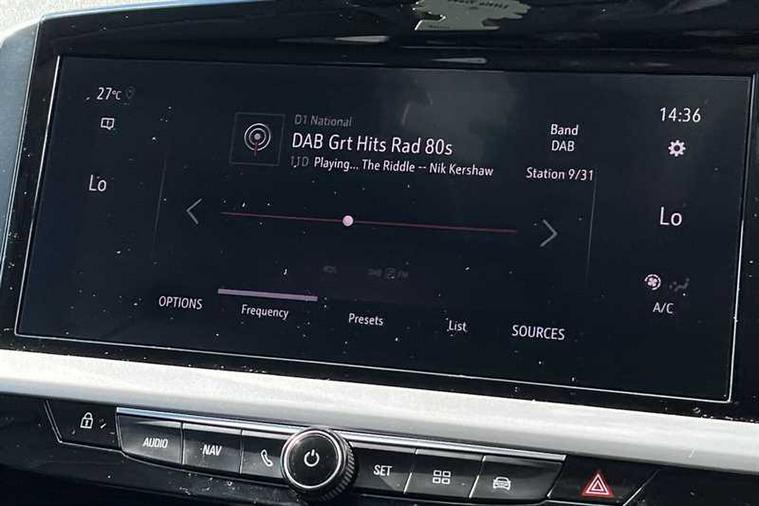 27°C
14:36
D1 National
DAB Grt Hits Rad 80s
11D Playing... The Riddle -- Nik Kershaw
Band
DAB
Station 9/31
Lo
Lo
A/C
OPTIONS
Frequency
Presets
List
SOURCES
AUDIO
NAV
SET